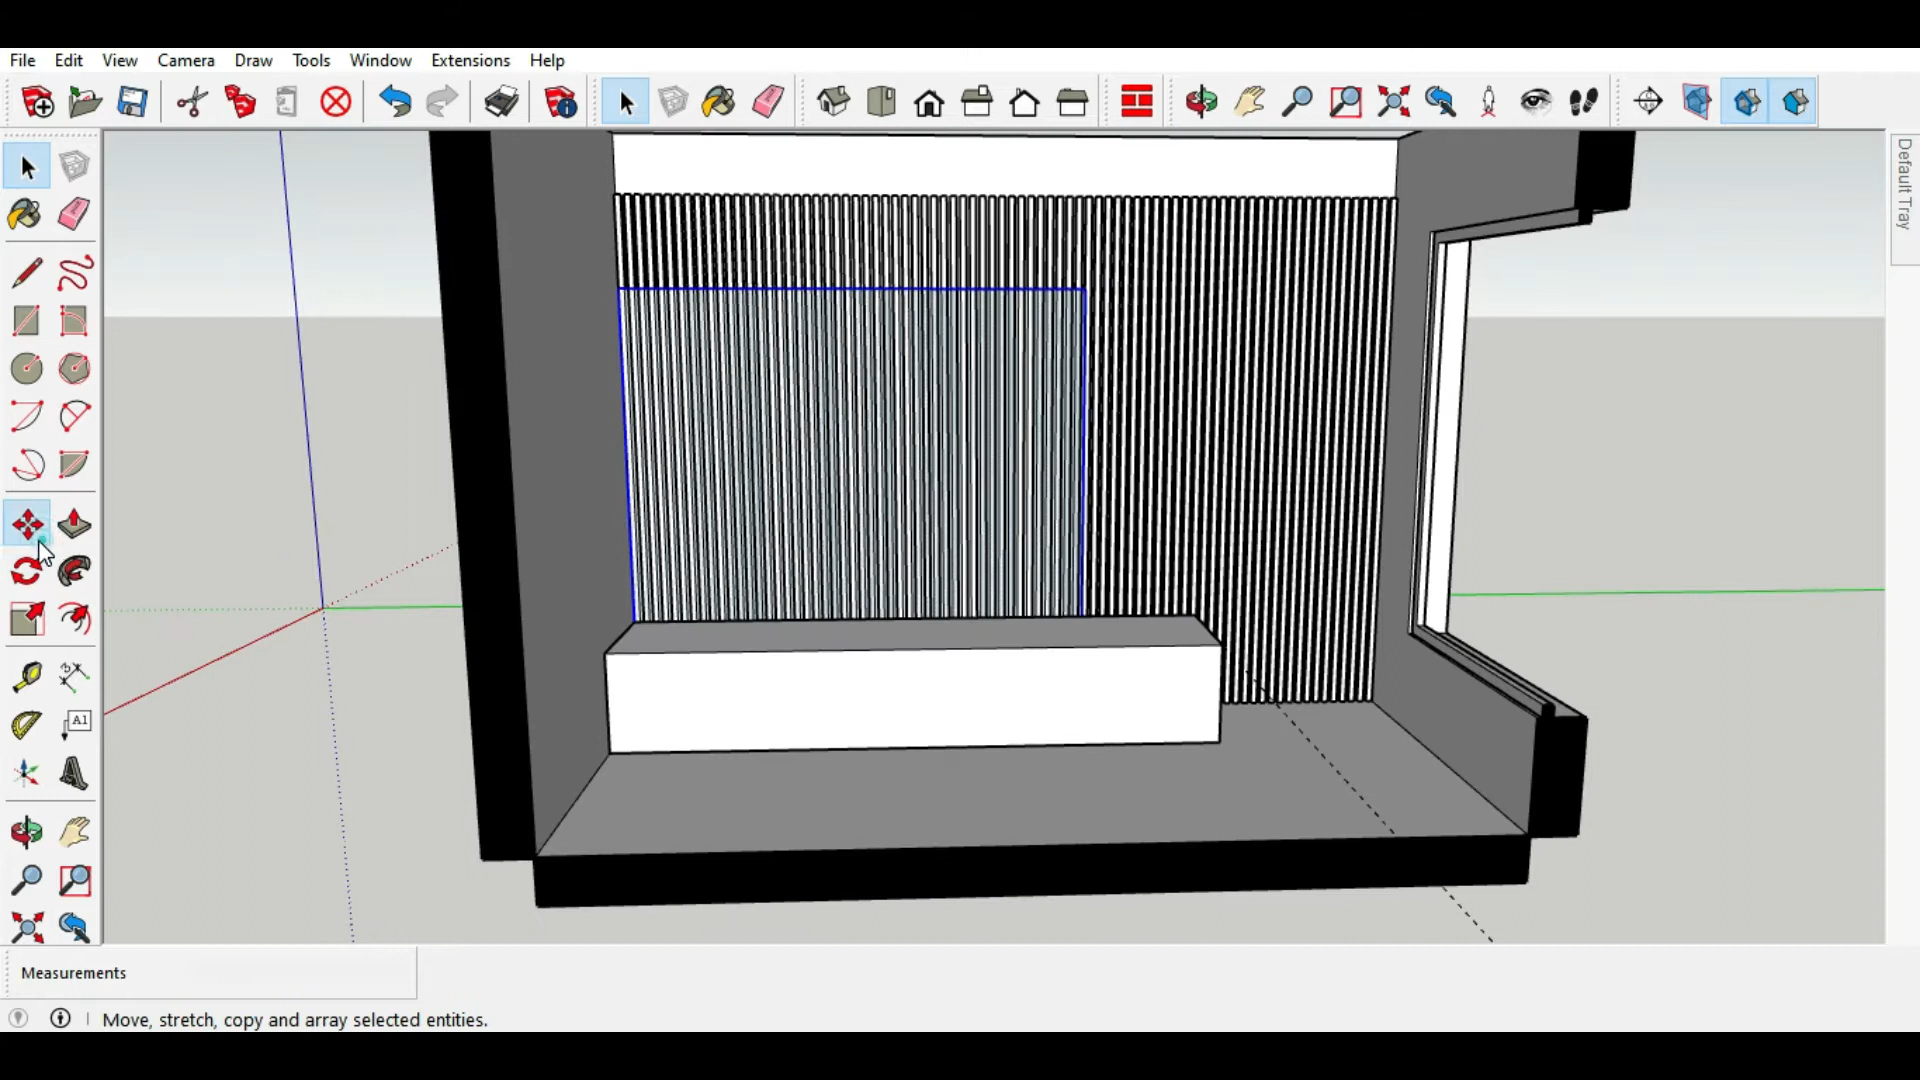 File Edit View Camera Draw Tools Window Extensions Help
Default Tray
A1
Measurements
Move, stretch, copy and array selected entities.